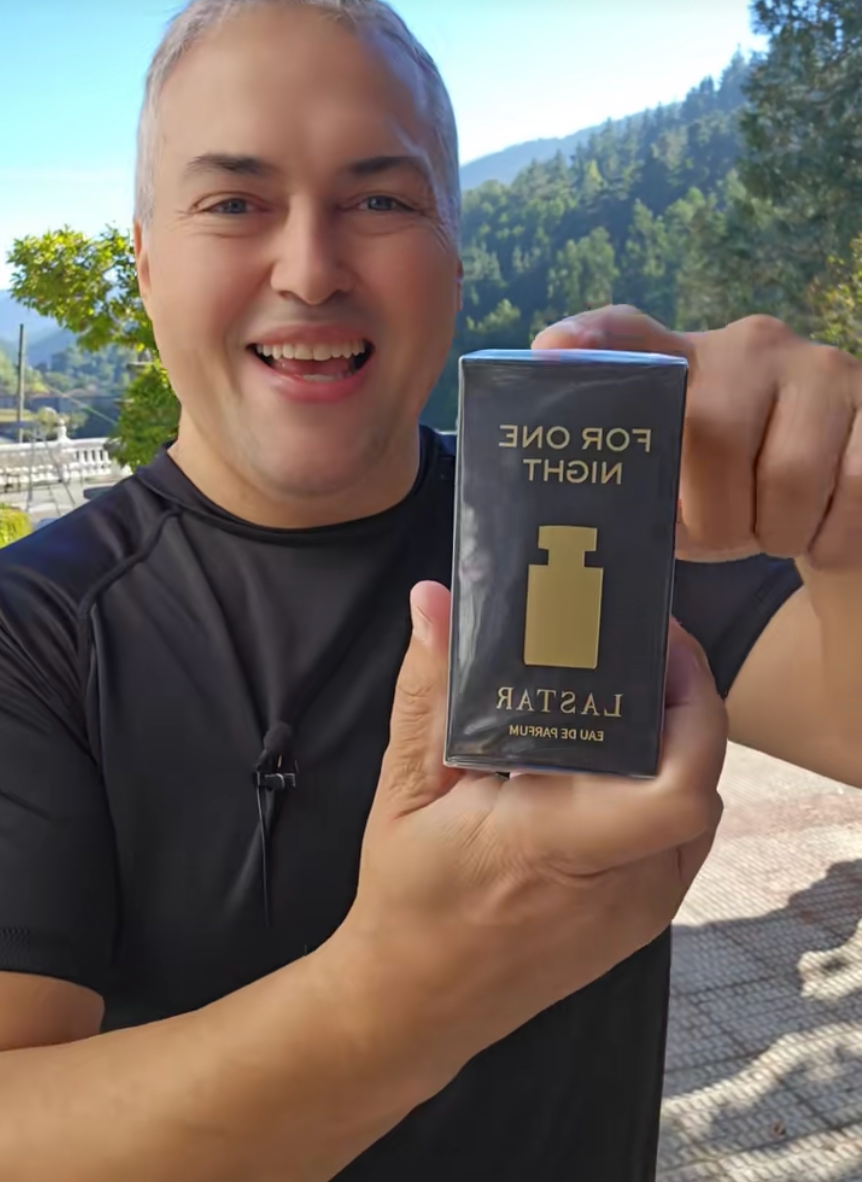 FOR ONE
NIGHT
LASTAR
EAU DE PARFUM